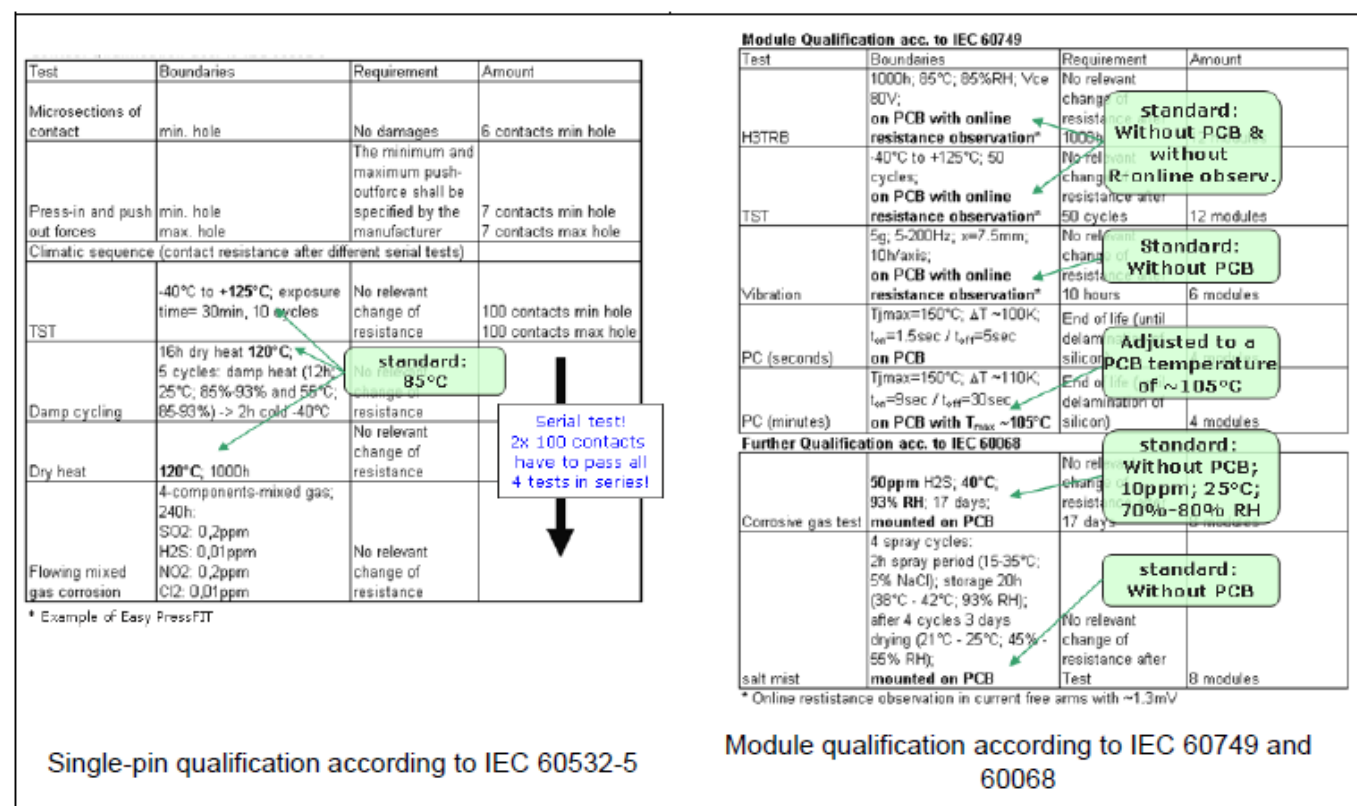 Test Boundaries Requirement Amount
Microsections of
contact min. hole No damages 6 contacts min hole
The minimum and
maximum push-
outforce shall be
Press-in and push min. hole specified by the 7 contacts min hole
out forces max. hole manufacturer 7 contacts max hole
Climatic sequence (contact resistance after different serial tests)
-40°C to +125°C; exposure No relevant
time= 30min, 10 cycles change of 100 contacts min hole
TST resistance 100 contacts max hole
16h dry heat 120°C;
5 cycles: damp heat (12h;
25°C; 85%-93% and 55°C;
Damp cycling 85-93%) -> 2h cold -40°C resistance
standard:
85°C
No relevant
change of
Dry heat 120°C; 1000h resistance
Serial test!
2x 100 contacts
have to pass all
4 tests in series!
4-components-mixed gas;
240h:
SO2: 0,2ppm
H2S: 0,01ppm No relevant
Flowing mixed NO2: 0,2ppm change of
gas corrosion Cl2: 0,01ppm resistance
* Example of Easy PressFIT
Single-pin qualification according to IEC 60532-5
Module Qualification acc. to IEC 60749
Test Boundaries Requirement Amount
1000h; 85°C; 85%RH; Vce No relevant
80V; change of
on PCB with online
H3TRB resistance observation*
standard:
Without PCB &
without
R-online observ.
-40°C to +125°C; 50
cycles;
on PCB with online resistance after
TST resistance observation* 50 cycles 12 modules
5g; 5-200Hz; x=7.5mm;
10h/axis;
on PCB with online
Vibration resistance observation* 10 hours 6 modules
Standard:
Without PCB
Tjmax=150°C; ΔT ~100K; End of life (until
ton=1.5sec / toff=5sec
PC (seconds) on PCB
Adjusted to a
PCB temperature
of ~105°C
Tjmax=150°C; ΔT ~110K;
ton=9sec / toff=30sec delamination of
PC (minutes) on PCB with Tmax ~105°C silicon) 4 modules
Further Qualification acc. to IEC 60068
50ppm H2S; 40°C;
93% RH; 17 days;
Corrosive gas test mounted on PCB 17 days
standard:
Without PCB;
10ppm; 25°C;
70%-80% RH
4 spray cycles:
2h spray period (15-35°C;
5% NaCl); storage 20h
(38°C - 42°C; 93% RH);
after 4 cycles 3 days No relevant
drying (21°C - 25°C; 45% - change of
55% RH); resistance after
salt mist mounted on PCB Test 8 modules
standard:
Without PCB
* Online restistance observation in current free arms with ~1.3mV
Module qualification according to IEC 60749 and
60068